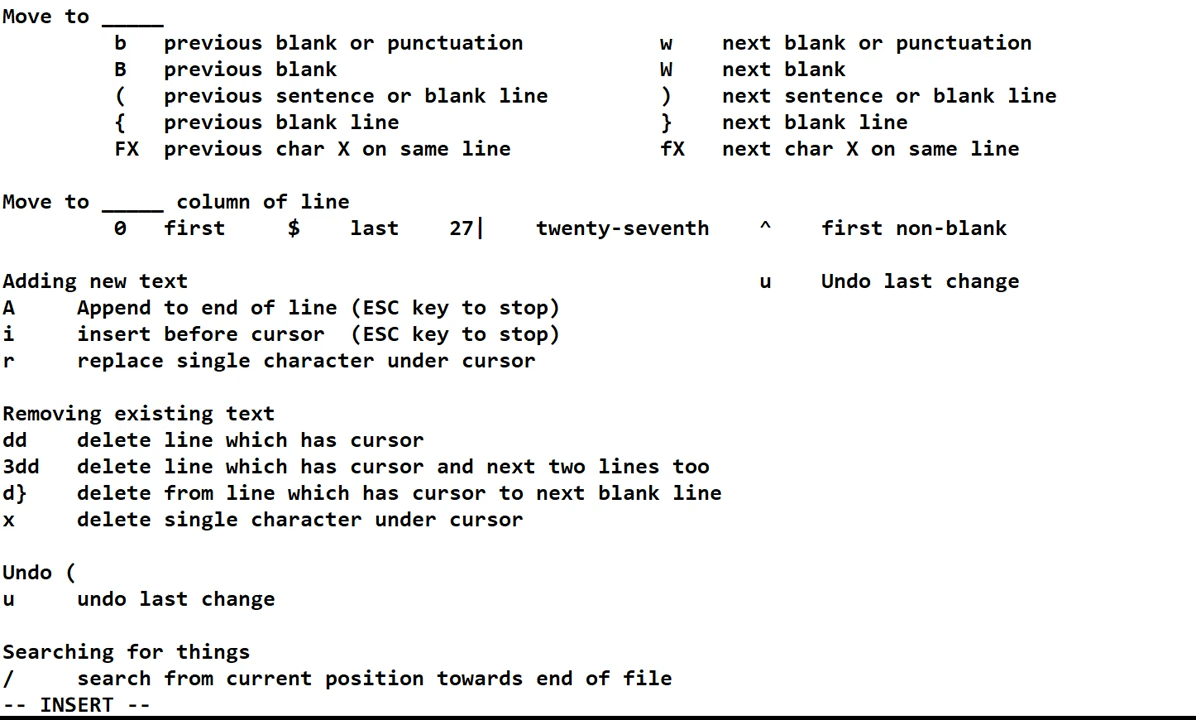 Move to _____
b previous blank or punctuation w next blank or punctuation
B previous blank W next blank
( previous sentence or blank line ) next sentence or blank line
{ previous blank line } next blank line
FX previous char X on same line fX next char X on same line
Move to _____ column of line
0 first $ last 27| twenty-seventh ^ first non-blank
Adding new text u Undo last change
A Append to end of line (ESC key to stop)
i insert before cursor (ESC key to stop)
r replace single character under cursor
Removing existing text
dd delete line which has cursor
3dd delete line which has cursor and next two lines too
d} delete from line which has cursor to next blank line
x delete single character under cursor
Undo (
u undo last change
Searching for things
/ search from current position towards end of file
-- INSERT --